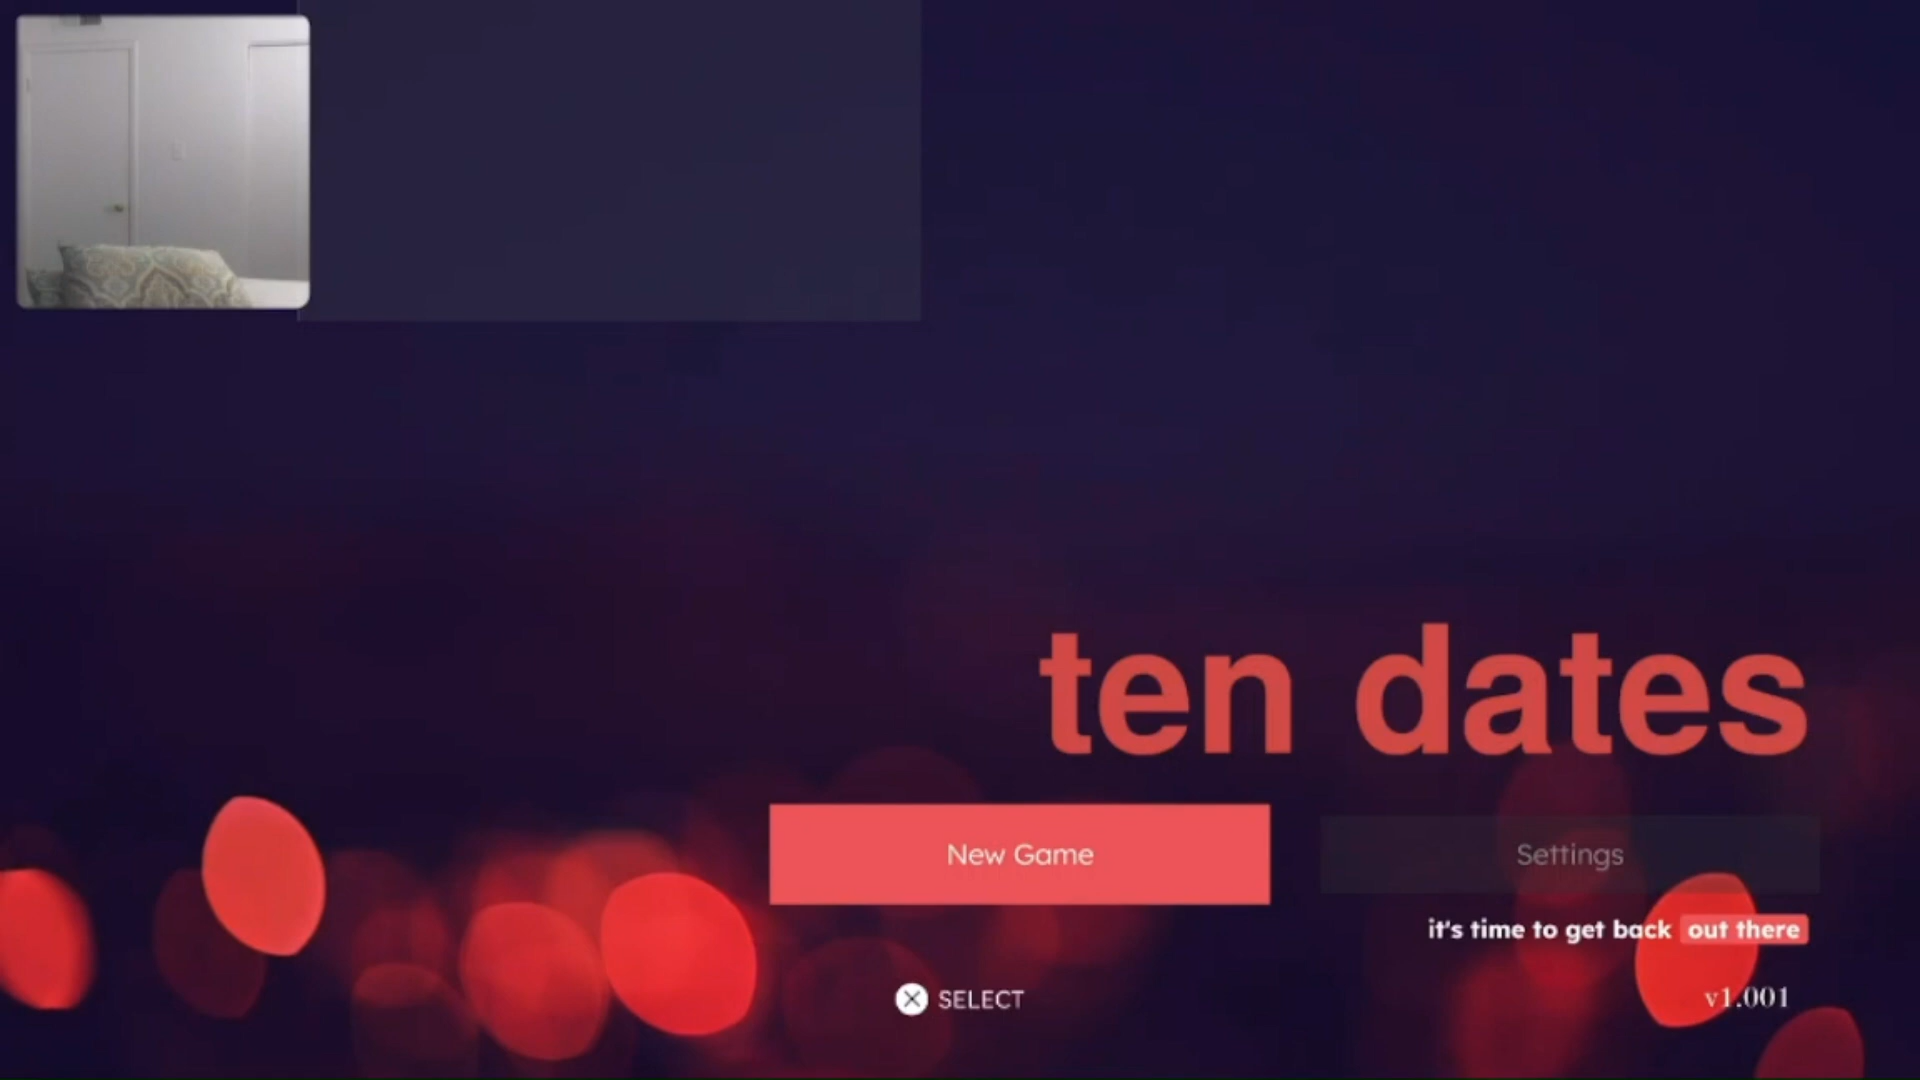 ten dates
New Game
Settings
it's time to get back out there
SELECT
v1.001